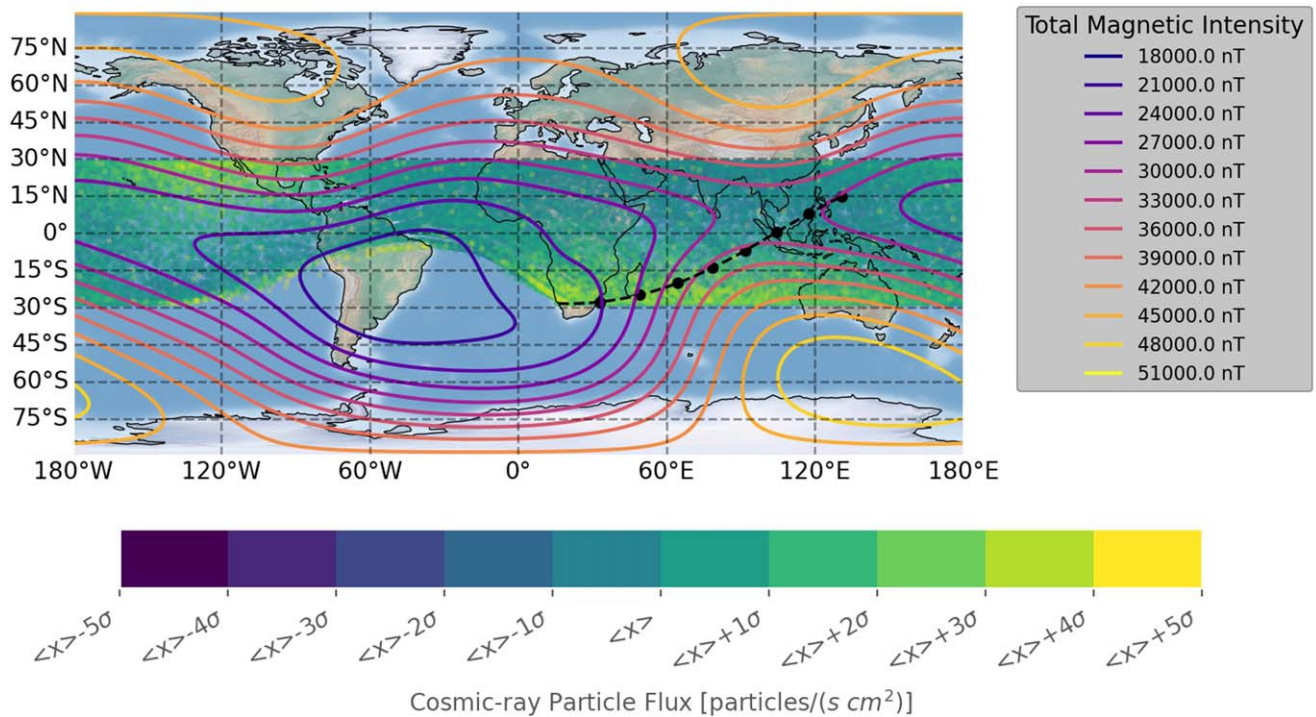 Total Magnetic Intensity
18000.0 nT
21000.0 nT
24000.0 nT
27000.0 nT
30000.0 nT
33000.0 nT
36000.0 nT
39000.0 nT
42000.0 nT
45000.0 nT
48000.0 nT
51000.0 nT
75°N
60°N
45°N
30°N
15°N
0°
15°S
30°S
45°S
60°S
75°S
180°W 120°W 60°W 0° 60°E 120°E 180°E
<x>-5σ <x>-4σ <x>-3σ <x>-2σ <x>-1σ <x> <x>+1σ <x>+2σ <x>+3σ <x>+4σ <x>+5σ
Cosmic-ray Particle Flux [particles/(s cm²)]